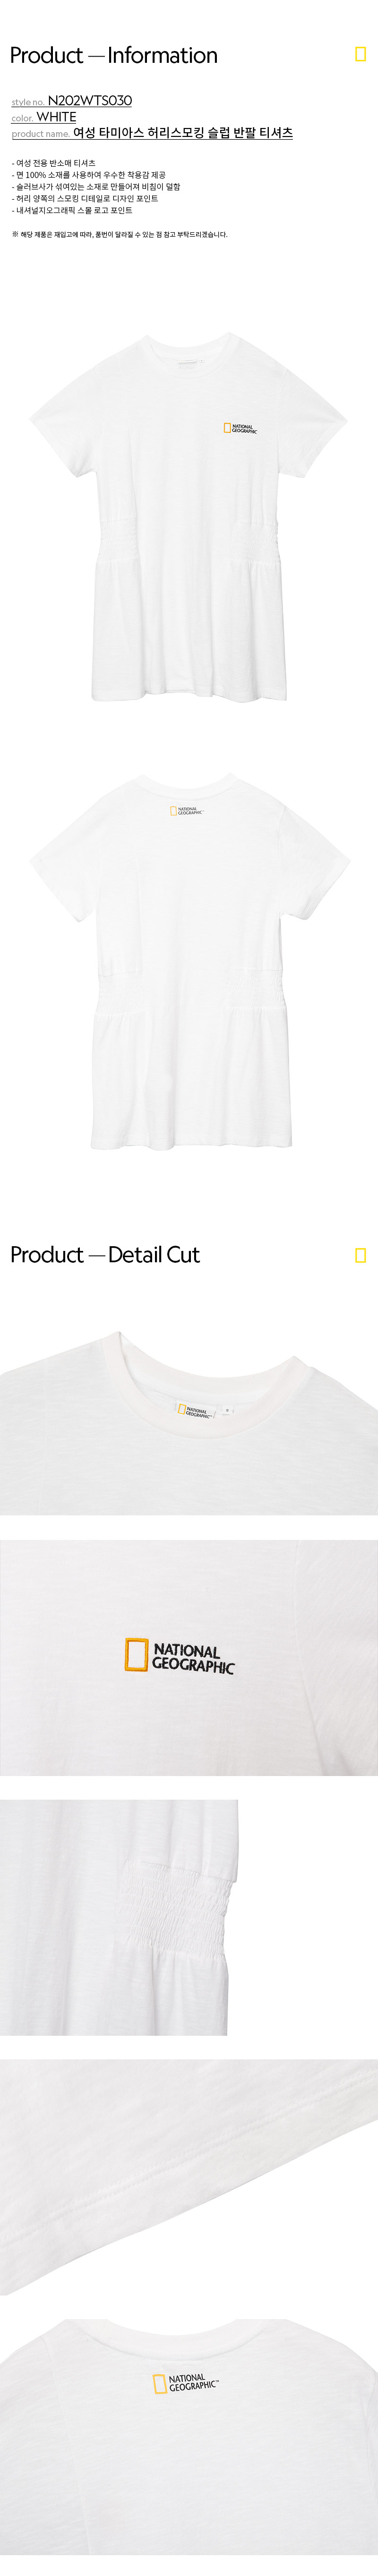 Product — Information
style no. N202WTS030
color. WHITE
product name. 여성 타미아스 허리스모킹 슬럽 반팔 티셔츠
- 여성 전용 반소매 티셔츠
- 면 100% 소재를 사용하여 우수한 착용감 제공
- 슬러브사가 섞여있는 소재로 만들어져 비침이 덜함
- 허리 양쪽의 스모킹 디테일로 디자인 포인트
- 내셔널지오그래픽 스몰 로고 포인트
※ 해당 제품은 재입고에 따라, 품번이 달라질 수 있는 점 참고 부탁드리겠습니다.
NATIONAL
GEOGRAPHIC
NATIONAL
GEOGRAPHIC
Product — Detail Cut
NATIONAL
GEOGRAPHIC
NATIONAL
GEOGRAPHIC
NATIONAL
GEOGRAPHIC